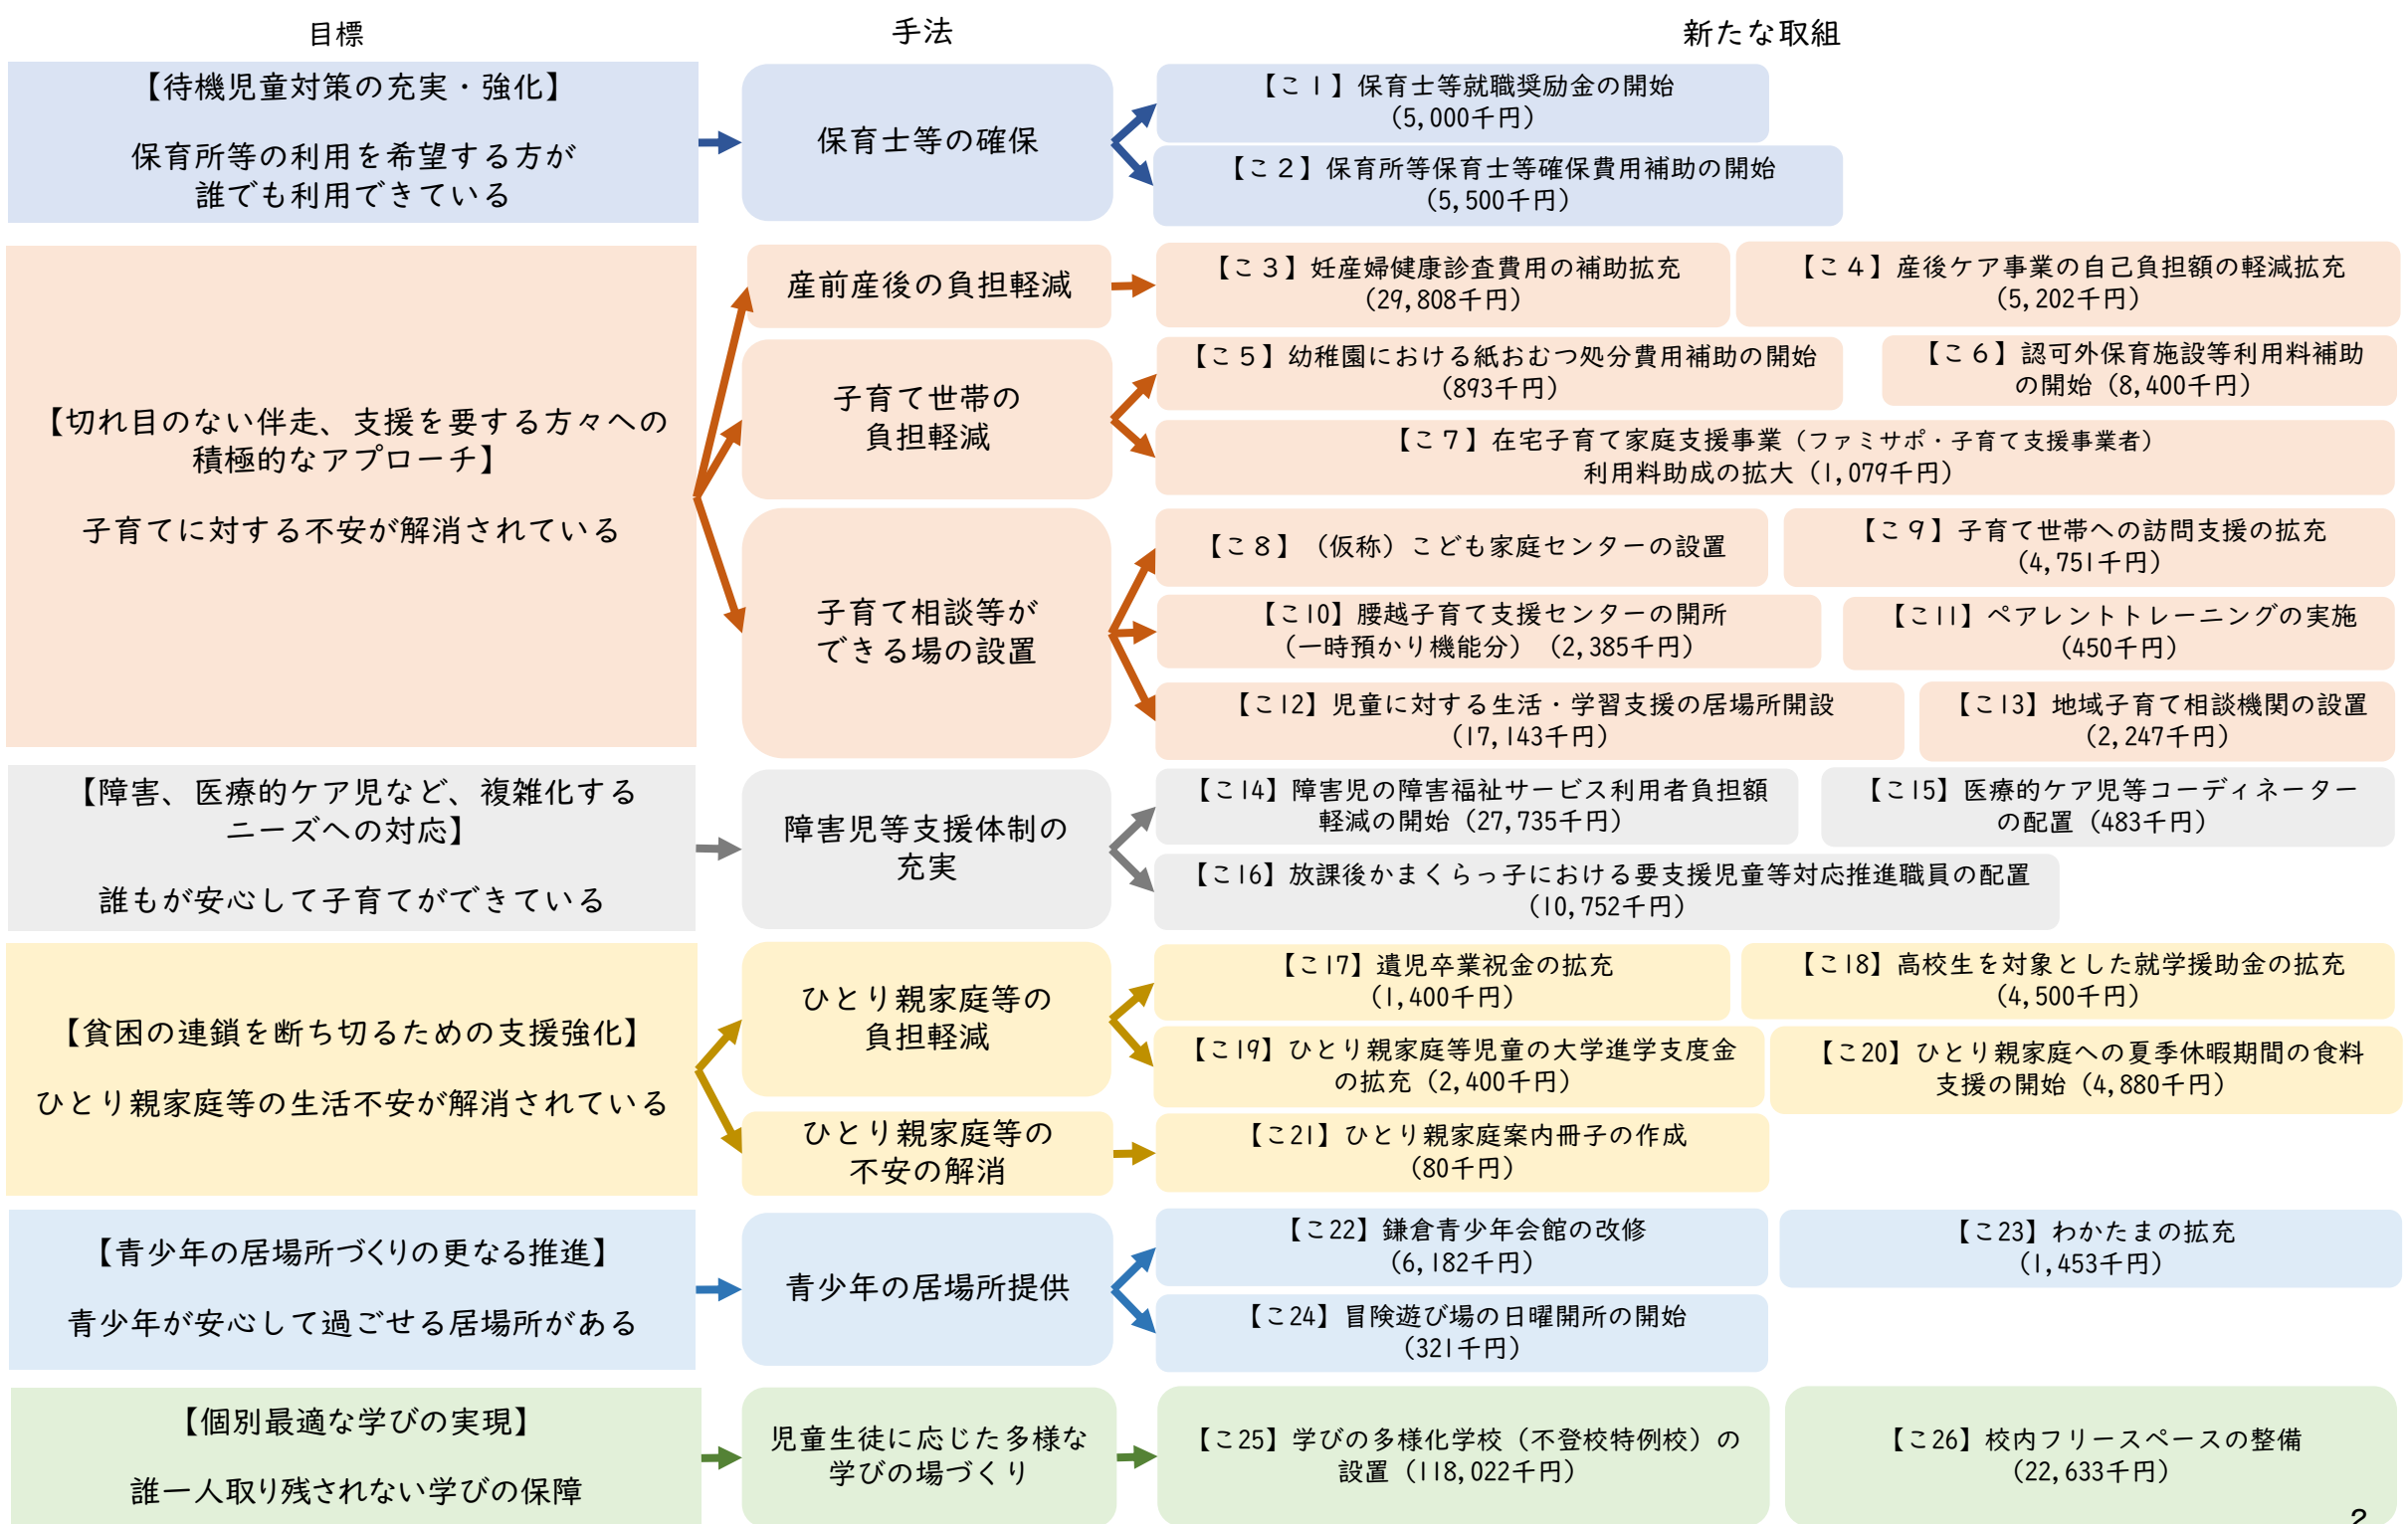 目標
手法
新たな取組
【待機児童対策の充実・強化】
保育所等の利用を希望する方が
誰でも利用できている
保育士等の確保
【こ１】保育士等就職奨励金の開始
（5,000千円）
【こ２】保育所等保育士等確保費用補助の開始
（5,500千円）
【切れ目のない伴走、支援を要する方々への
積極的なアプローチ】
子育てに対する不安が解消されている
産前産後の負担軽減
【こ３】妊産婦健康診査費用の補助拡充
（29,808千円）
【こ４】産後ケア事業の自己負担額の軽減拡充
（5,202千円）
子育て世帯の
負担軽減
【こ５】幼稚園における紙おむつ処分費用補助の開始
（893千円）
【こ６】認可外保育施設等利用料補助
の開始（8,400千円）
【こ７】在宅子育て家庭支援事業（ファミサポ・子育て支援事業者）
利用料助成の拡大（1,079千円）
子育て相談等が
できる場の設置
【こ８】（仮称）こども家庭センターの設置
【こ９】子育て世帯への訪問支援の拡充
（4,751千円）
【こ10】腰越子育て支援センターの開所
（一時預かり機能分）（2,385千円）
【こ11】ペアレントトレーニングの実施
（450千円）
【こ12】児童に対する生活・学習支援の居場所開設
（17,143千円）
【こ13】地域子育て相談機関の設置
（2,247千円）
【障害、医療的ケア児など、複雑化する
ニーズへの対応】
誰もが安心して子育てができている
障害児等支援体制の
充実
【こ14】障害児の障害福祉サービス利用者負担額
軽減の開始（27,735千円）
【こ15】医療的ケア児等コーディネーター
の配置（483千円）
【こ16】放課後かまくらっ子における要支援児童等対応推進職員の配置
（10,752千円）
【貧困の連鎖を断ち切るための支援強化】
ひとり親家庭等の生活不安が解消されている
ひとり親家庭等の
負担軽減
【こ17】遺児卒業祝金の拡充
（1,400千円）
【こ18】高校生を対象とした就学援助金の拡充
（4,500千円）
【こ19】ひとり親家庭等児童の大学進学支度金
の拡充（2,400千円）
【こ20】ひとり親家庭への夏季休暇期間の食料
支援の開始（4,880千円）
ひとり親家庭等の
不安の解消
【こ21】ひとり親家庭案内冊子の作成
（80千円）
【青少年の居場所づくりの更なる推進】
青少年が安心して過ごせる居場所がある
青少年の居場所提供
【こ22】鎌倉青少年会館の改修
（6,182千円）
【こ23】わかたまの拡充
（1,453千円）
【こ24】冒険遊び場の日曜開所の開始
（321千円）
【個別最適な学びの実現】
誰一人取り残されない学びの保障
児童生徒に応じた多様な
学びの場づくり
【こ25】学びの多様化学校（不登校特例校）の
設置（118,022千円）
【こ26】校内フリースペースの整備
（22,633千円）
2